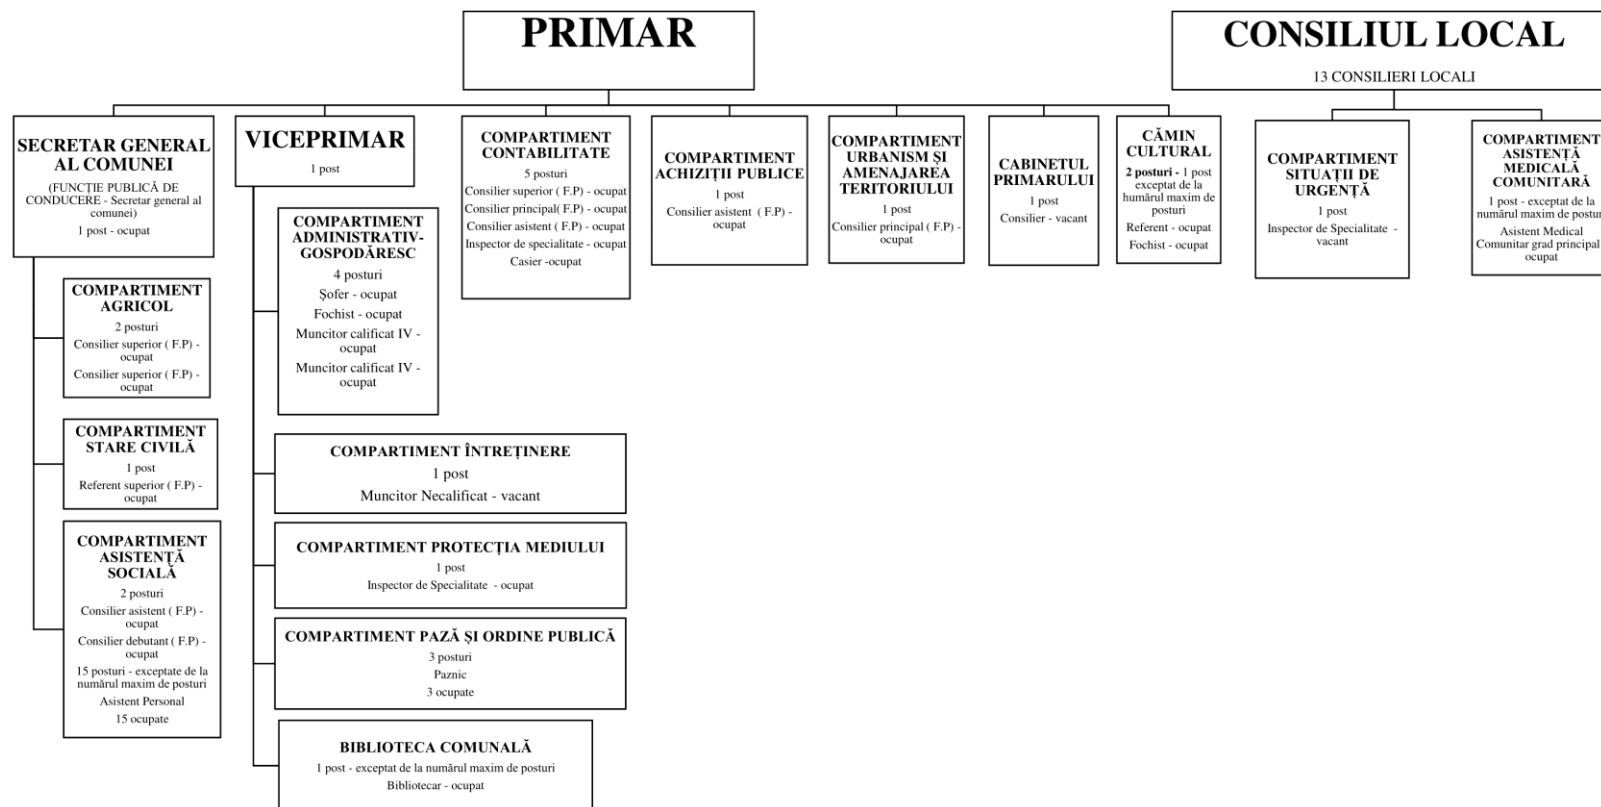 PRIMAR
CONSILIUL LOCAL
13 CONSILIERI LOCALI
SECRETAR GENERAL
AL COMUNEI
(FUNCȚIE PUBLICĂ DE
CONDUCERE - Secretar general al
comunei)
1 post - ocupat
COMPARTIMENT
AGRICOL
2 posturi
Consilier superior ( F.P) -
ocupat
Consilier superior ( F.P) -
ocupat
COMPARTIMENT
STARE CIVILĂ
1 post
Referent superior ( F.P) -
ocupat
COMPARTIMENT
ASISTENȚĂ
SOCIALĂ
2 posturi
Consilier asistent ( F.P) -
ocupat
Consilier debutant ( F.P) -
ocupat
15 posturi - exceptate de la
numărul maxim de posturi
Asistent Personal
15 ocupate
VICEPRIMAR
1 post
COMPARTIMENT
ADMINISTRATIV-
GOSPODĂRESC
4 posturi
Șofer - ocupat
Fochist - ocupat
Muncitor calificat IV -
ocupat
Muncitor calificat IV -
ocupat
COMPARTIMENT ÎNTREȚINERE
1 post
Muncitor Necalificat - vacant
COMPARTIMENT PROTECȚIA MEDIULUI
1 post
Inspector de Specialitate - ocupat
COMPARTIMENT PAZĂ ȘI ORDINE PUBLICĂ
3 posturi
Paznic
3 ocupate
BIBLIOTECA COMUNALĂ
1 post - exceptat de la numărul maxim de posturi
Bibliotecar - ocupat
COMPARTIMENT
CONTABILITATE
5 posturi
Consilier superior ( F.P) - ocupat
Consilier principal( F.P) - ocupat
Consilier asistent ( F.P) - ocupat
Inspector de specialitate - ocupat
Casier -ocupat
COMPARTIMENT
ACHIZIȚII PUBLICE
1 post
Consilier asistent ( F.P) -
ocupat
COMPARTIMENT
URBANISM ȘI
AMENAJAREA
TERITORIULUI
1 post
Consilier principal ( F.P) -
ocupat
CABINETUL
PRIMARULUI
1 post
Consilier - vacant
CĂMIN
CULTURAL
2 posturi - 1 post
exceptat de la
humărul maxim de
posturi
Referent - ocupat
Fochist - ocupat
COMPARTIMENT
SITUAȚII DE
URGENȚĂ
1 post
Inspector de Specialitate -
vacant
COMPARTIMENT
ASISTENȚĂ
MEDICALĂ
COMUNITARĂ
1 post - exceptat de la
numărul maxim de posturi
Asistent Medical
Comunitar grad principal
ocupat